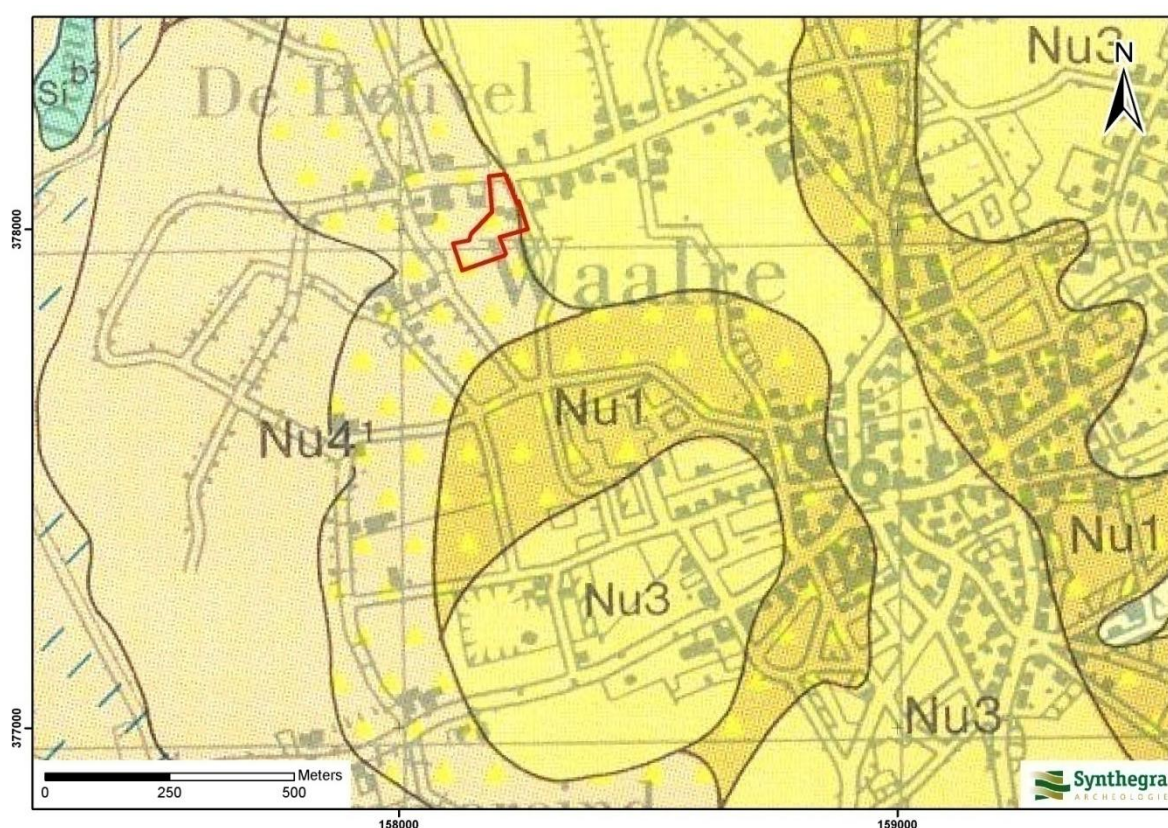 Nu3
N
De Heuvel
Si
b
378000
Waalre
Nu1
Nu4¹
Nu1
Nu3
Nu3
377000
Meters
0 250 500
Synthegra
ARCHEOLOGIE
158000 159000